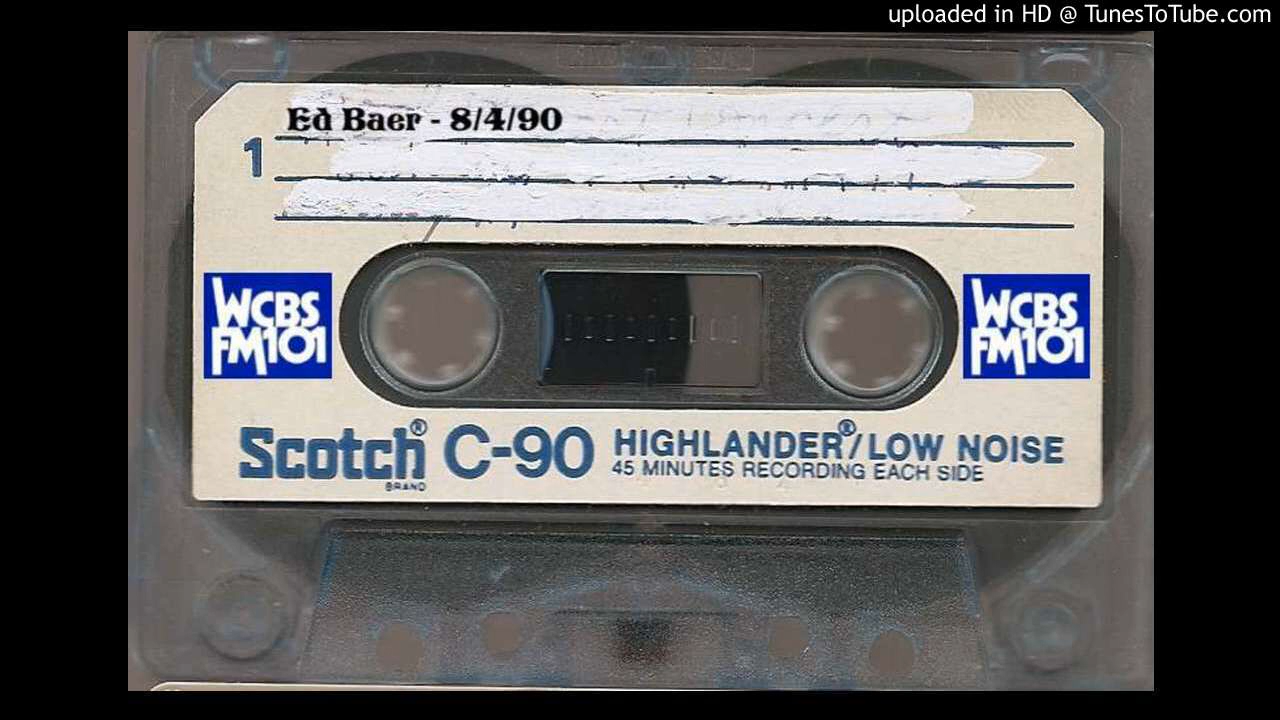 uploaded in HD @ TunesToTube.com
Ed Baer - 8/4/90
1
WCBS
FM101
WCBS
FM101
Scotch® C-90 HIGHLANDER®/LOW NOISE
BRAND
45 MINUTES RECORDING EACH SIDE